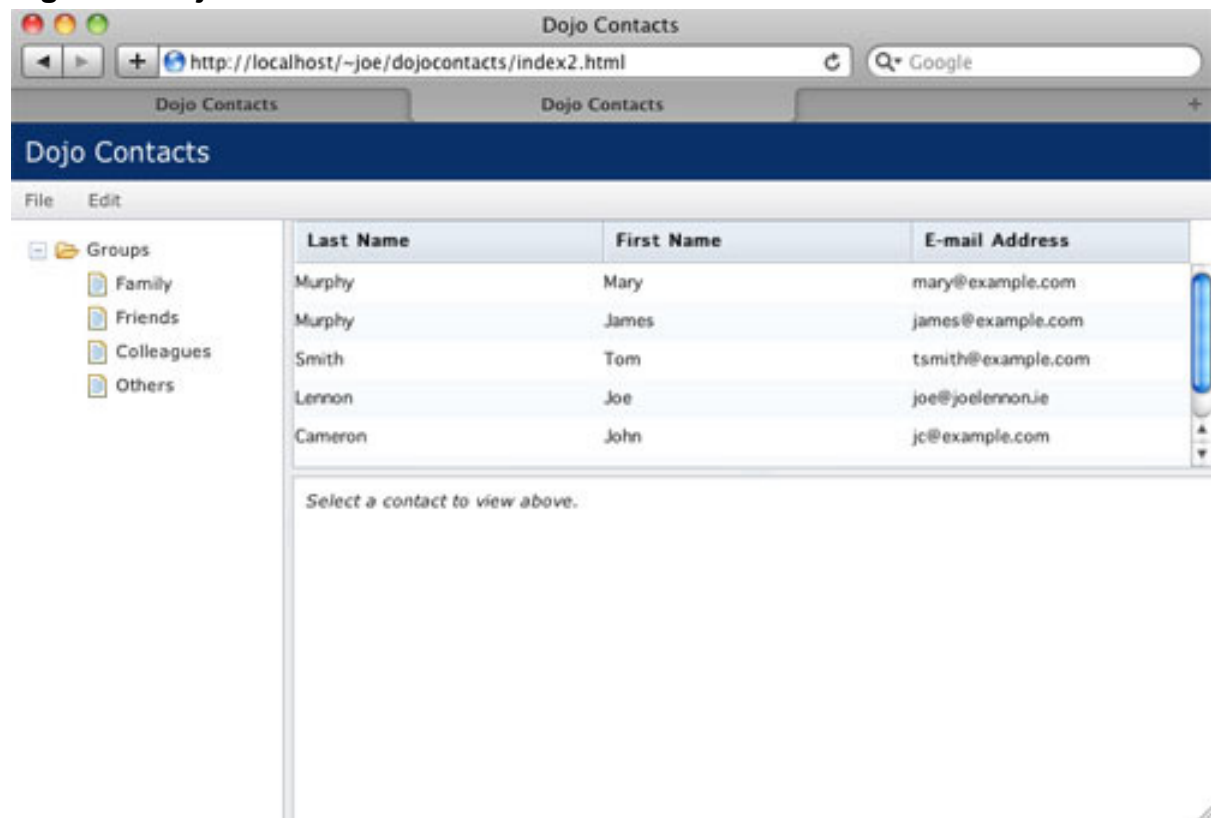 Dojo Contacts
http://localhost/~joe/dojocontacts/index2.html
Google
Dojo Contacts
Dojo Contacts
Dojo Contacts
File Edit
Groups
Family
Friends
Colleagues
Others
Last Name First Name E-mail Address
Murphy Mary mary@example.com
Murphy James james@example.com
Smith Tom tsmith@example.com
Lennon Joe joe@joelennon.ie
Cameron John jc@example.com
Select a contact to view above.